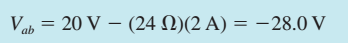 V_ab = 20 V − (24 Ω)(2 A) = −28.0 V